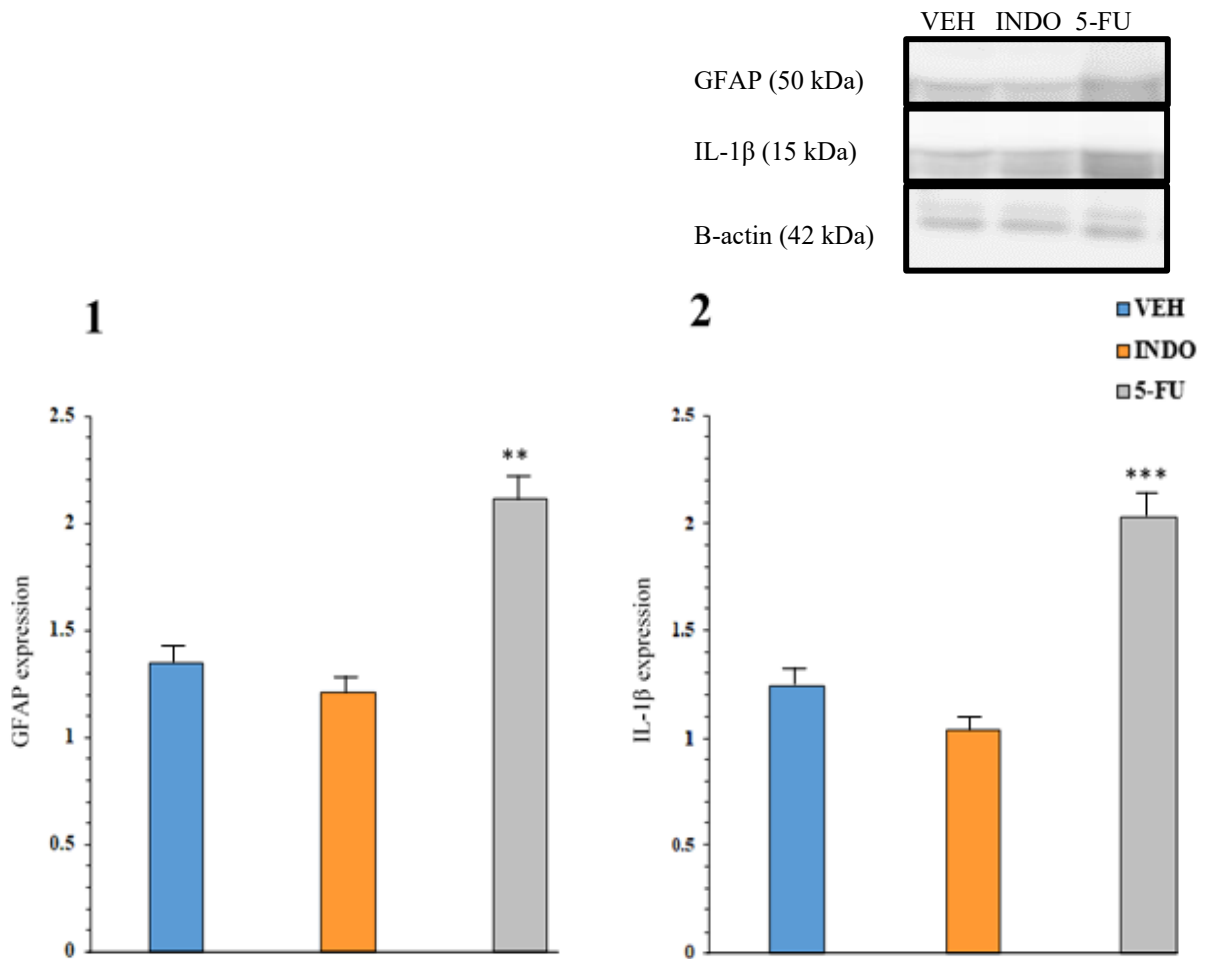 VEH INDO 5-FU
GFAP (50 kDa)
IL-1β (15 kDa)
B-actin (42 kDa)
1
2
VEH
INDO
5-FU
GFAP expression
2.5
2
1.5
1
0.5
0
**
IL-1β expression
2.5
2
1.5
1
0.5
0
***